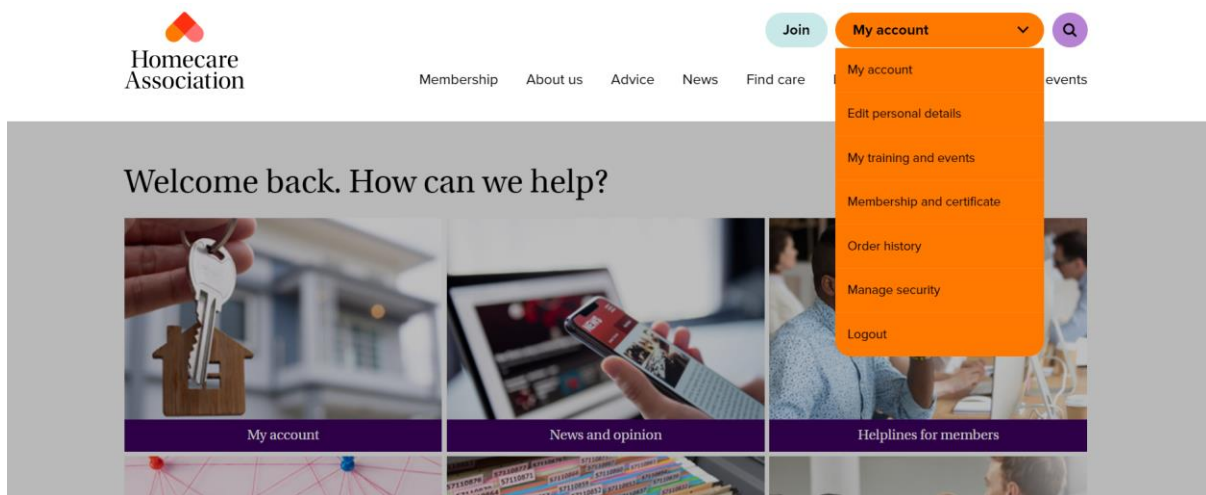 Homecare
Association
Join
My account
Membership
About us
Advice
News
Find care
events
My account
Edit personal details
My training and events
Membership and certificate
Order history
Manage security
Logout
Welcome back. How can we help?
NEWS
My account
News and opinion
Helplines for members
57110871